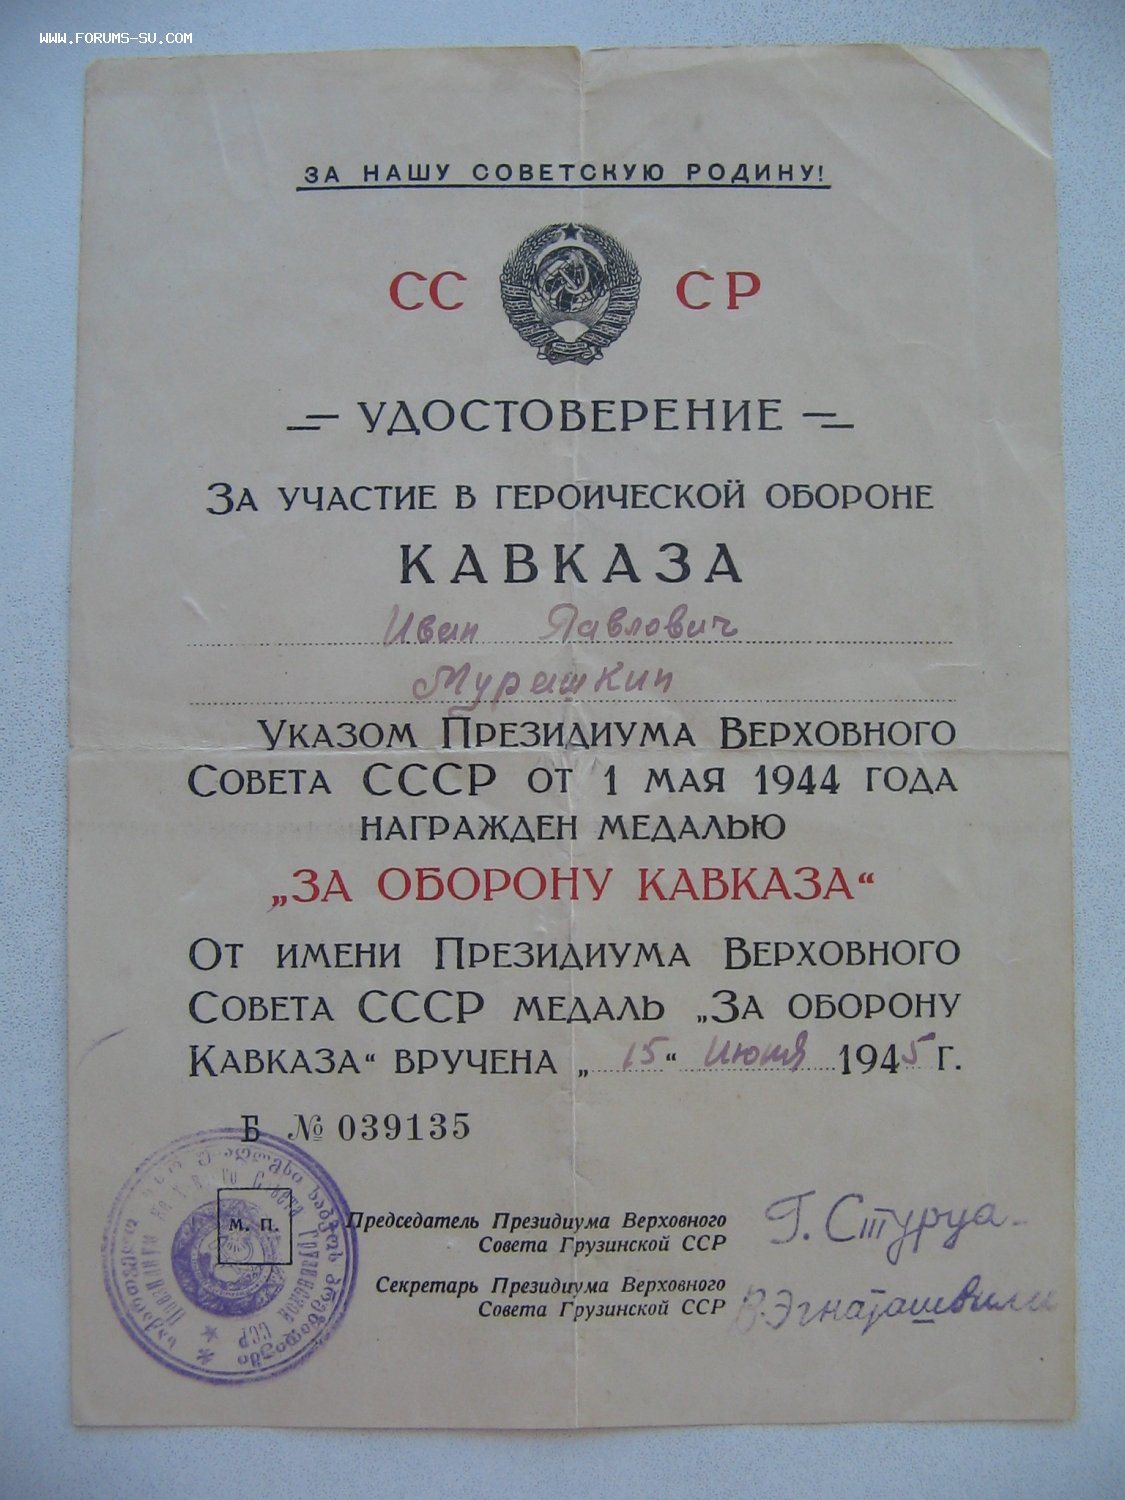 WWW.FORUMS-SU.COM
ЗА НАШУ СОВЕТСКУЮ РОДИНУ!
СС СР
УДОСТОВЕРЕНИЕ
ЗА УЧАСТИЕ В ГЕРОИЧЕСКОЙ ОБОРОНЕ
КАВКАЗА
Иван Павлович
Мурашкин
УКАЗОМ ПРЕЗИДИУМА ВЕРХОВНОГО
СОВЕТА СССР ОТ 1 МАЯ 1944 ГОДА
НАГРАЖДЕН МЕДАЛЬЮ
„ЗА ОБОРОНУ КАВКАЗА“
ОТ ИМЕНИ ПРЕЗИДИУМА ВЕРХОВНОГО
СОВЕТА СССР МЕДАЛЬ „ЗА ОБОРОНУ
КАВКАЗА“ ВРУЧЕНА „15“ Июня 1945 Г.
Б № 039135
М. П.
Председатель Президиума Верховного
Совета Грузинской ССР
Г. Стуруа
Секретарь Президиума Верховного
Совета Грузинской ССР
В. Эгнаташвили